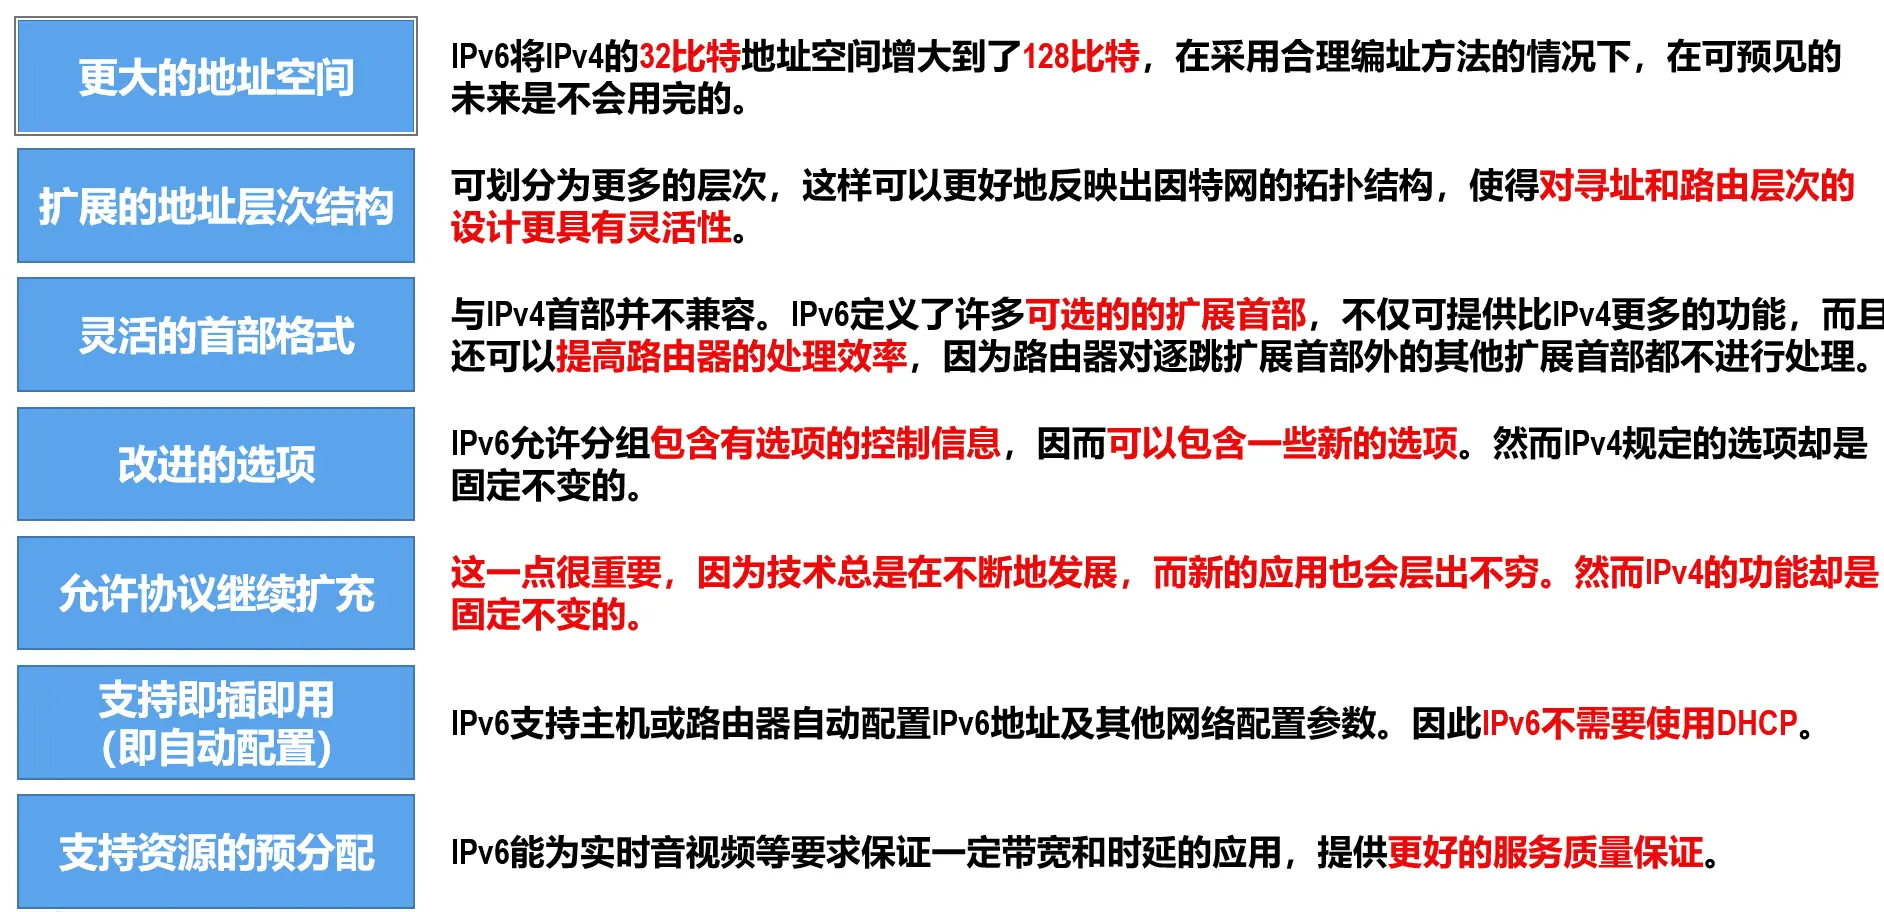 更大的地址空间
IPv6将IPv4的32比特地址空间增大到了128比特，在采用合理编址方法的情况下，在可预见的
未来是不会用完的。
扩展的地址层次结构
可划分为更多的层次，这样可以更好地反映出因特网的拓扑结构，使得对寻址和路由层次的
设计更具有灵活性。
灵活的首部格式
与IPv4首部并不兼容。IPv6定义了许多可选的的扩展首部，不仅可提供比IPv4更多的功能，而且
还可以提高路由器的处理效率，因为路由器对逐跳扩展首部外的其他扩展首部都不进行处理。
改进的选项
IPv6允许分组包含有选项的控制信息，因而可以包含一些新的选项。然而IPv4规定的选项却是
固定不变的。
允许协议继续扩充
这一点很重要，因为技术总是在不断地发展，而新的应用也会层出不穷。然而IPv4的功能却是
固定不变的。
支持即插即用
（即自动配置）
IPv6支持主机或路由器自动配置IPv6地址及其他网络配置参数。因此IPv6不需要使用DHCP。
支持资源的预分配
IPv6能为实时音视频等要求保证一定带宽和时延的应用，提供更好的服务质量保证。